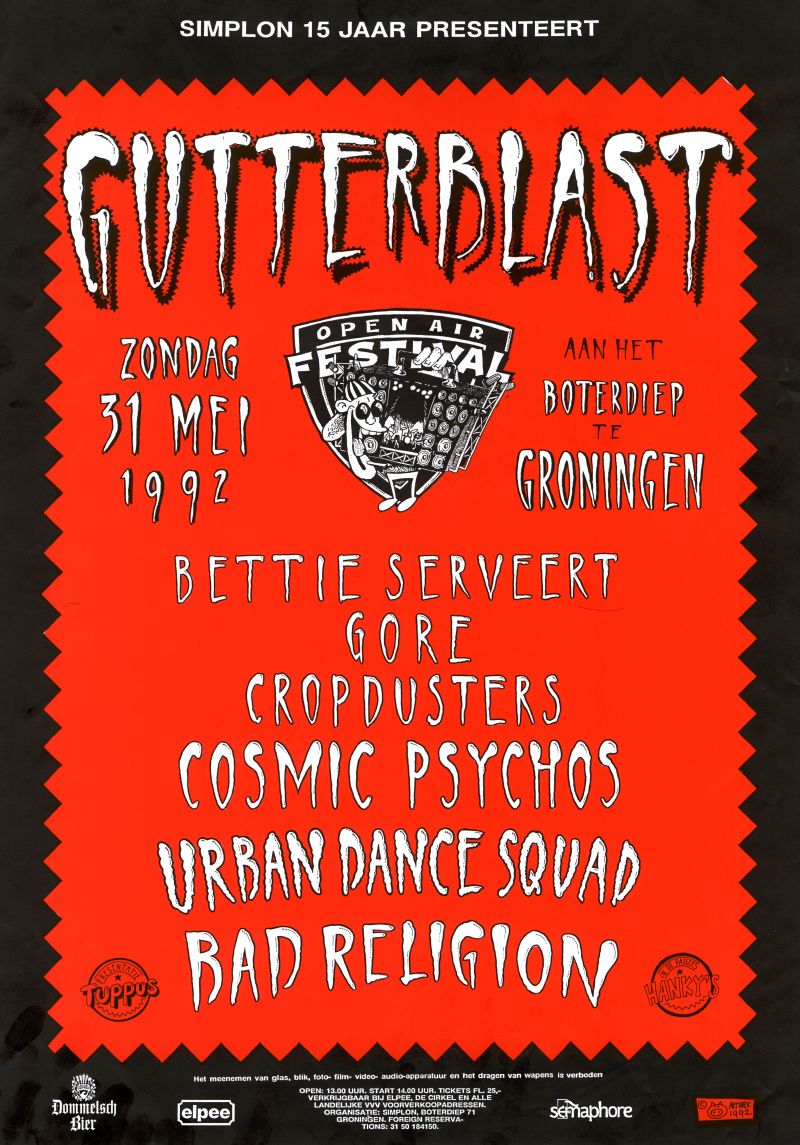 SIMPLON 15 JAAR PRESENTEERT
GUTTERBLAST
ZONDAG
31 MEI
1992
OPEN AIR
FESTIVAL
AAN HET
BOTERDIEP
TE
GRONINGEN
BETTIE SERVEERT
GORE
CROPDUSTERS
COSMIC PSYCHOS
URBAN DANCE SQUAD
BAD RELIGION
PRESENTATIE
TUPPUS
IN DE PAUZES
HANKY'S
Het meenemen van glas, blik, foto- film- video- audio-apparatuur en het dragen van wapens is verboden
OPEN: 13.00 UUR. START 14.00 UUR. TICKETS FL. 25,-
VERKRIJGBAAR BIJ ELPEE, DE CIRKEL EN ALLE
LANDELIJKE VVV VOORVERKOOPADRESSEN.
ORGANISATIE: SIMPLON, BOTERDIEP 71
GRONINGEN. FOREIGN RESERVA-
TIONS: 31 50 184150.
Dommelsch
Bier
elpee
semaphore
©
ARTWERK
1992